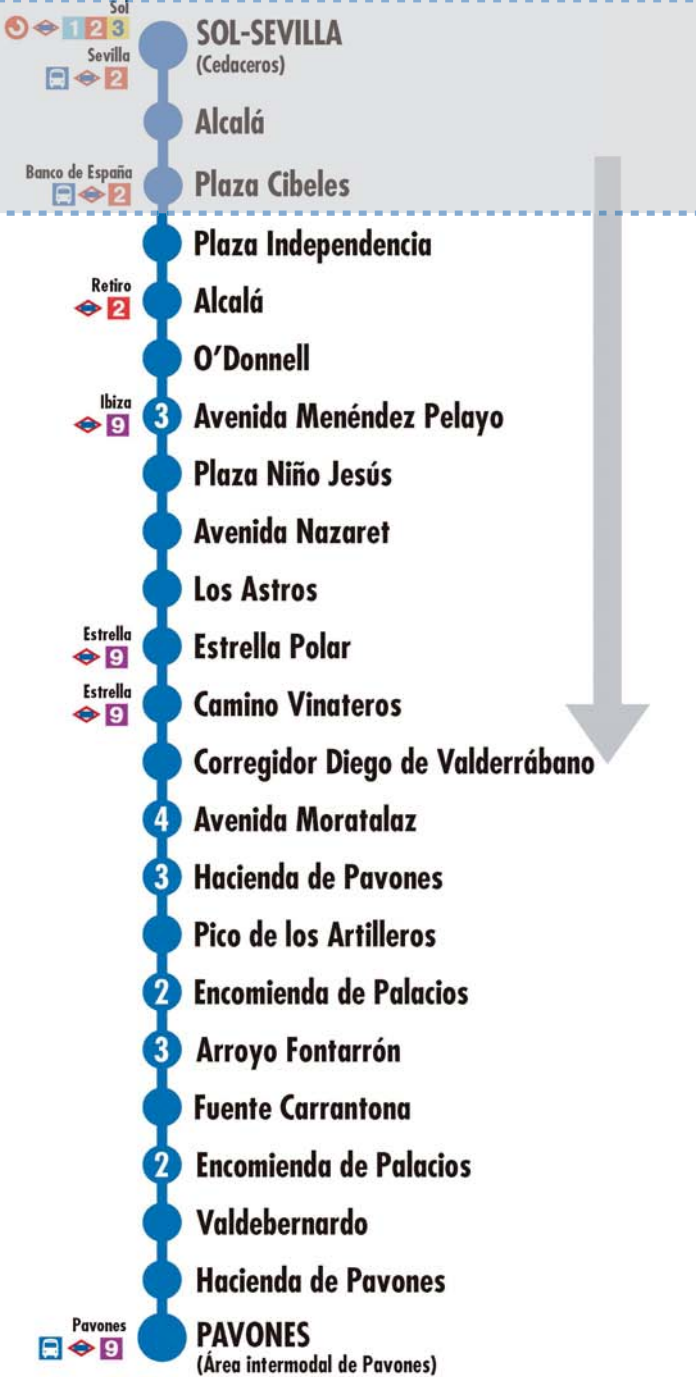 Sol
1 2 3
SOL-SEVILLA
(Cedaceros)
Sevilla
2
Alcalá
Banco de España
2
Plaza Cibeles
Plaza Independencia
Retiro
2
Alcalá
O'Donnell
Ibiza
9
3 Avenida Menéndez Pelayo
Plaza Niño Jesús
Avenida Nazaret
Los Astros
Estrella
9
Estrella Polar
Estrella
9
Camino Vinateros
Corregidor Diego de Valderrábano
4 Avenida Moratalaz
3 Hacienda de Pavones
Pico de los Artilleros
2 Encomienda de Palacios
3 Arroyo Fontarrón
Fuente Carrantona
2 Encomienda de Palacios
Valdebernardo
Hacienda de Pavones
Pavones
9
PAVONES
(Área intermodal de Pavones)